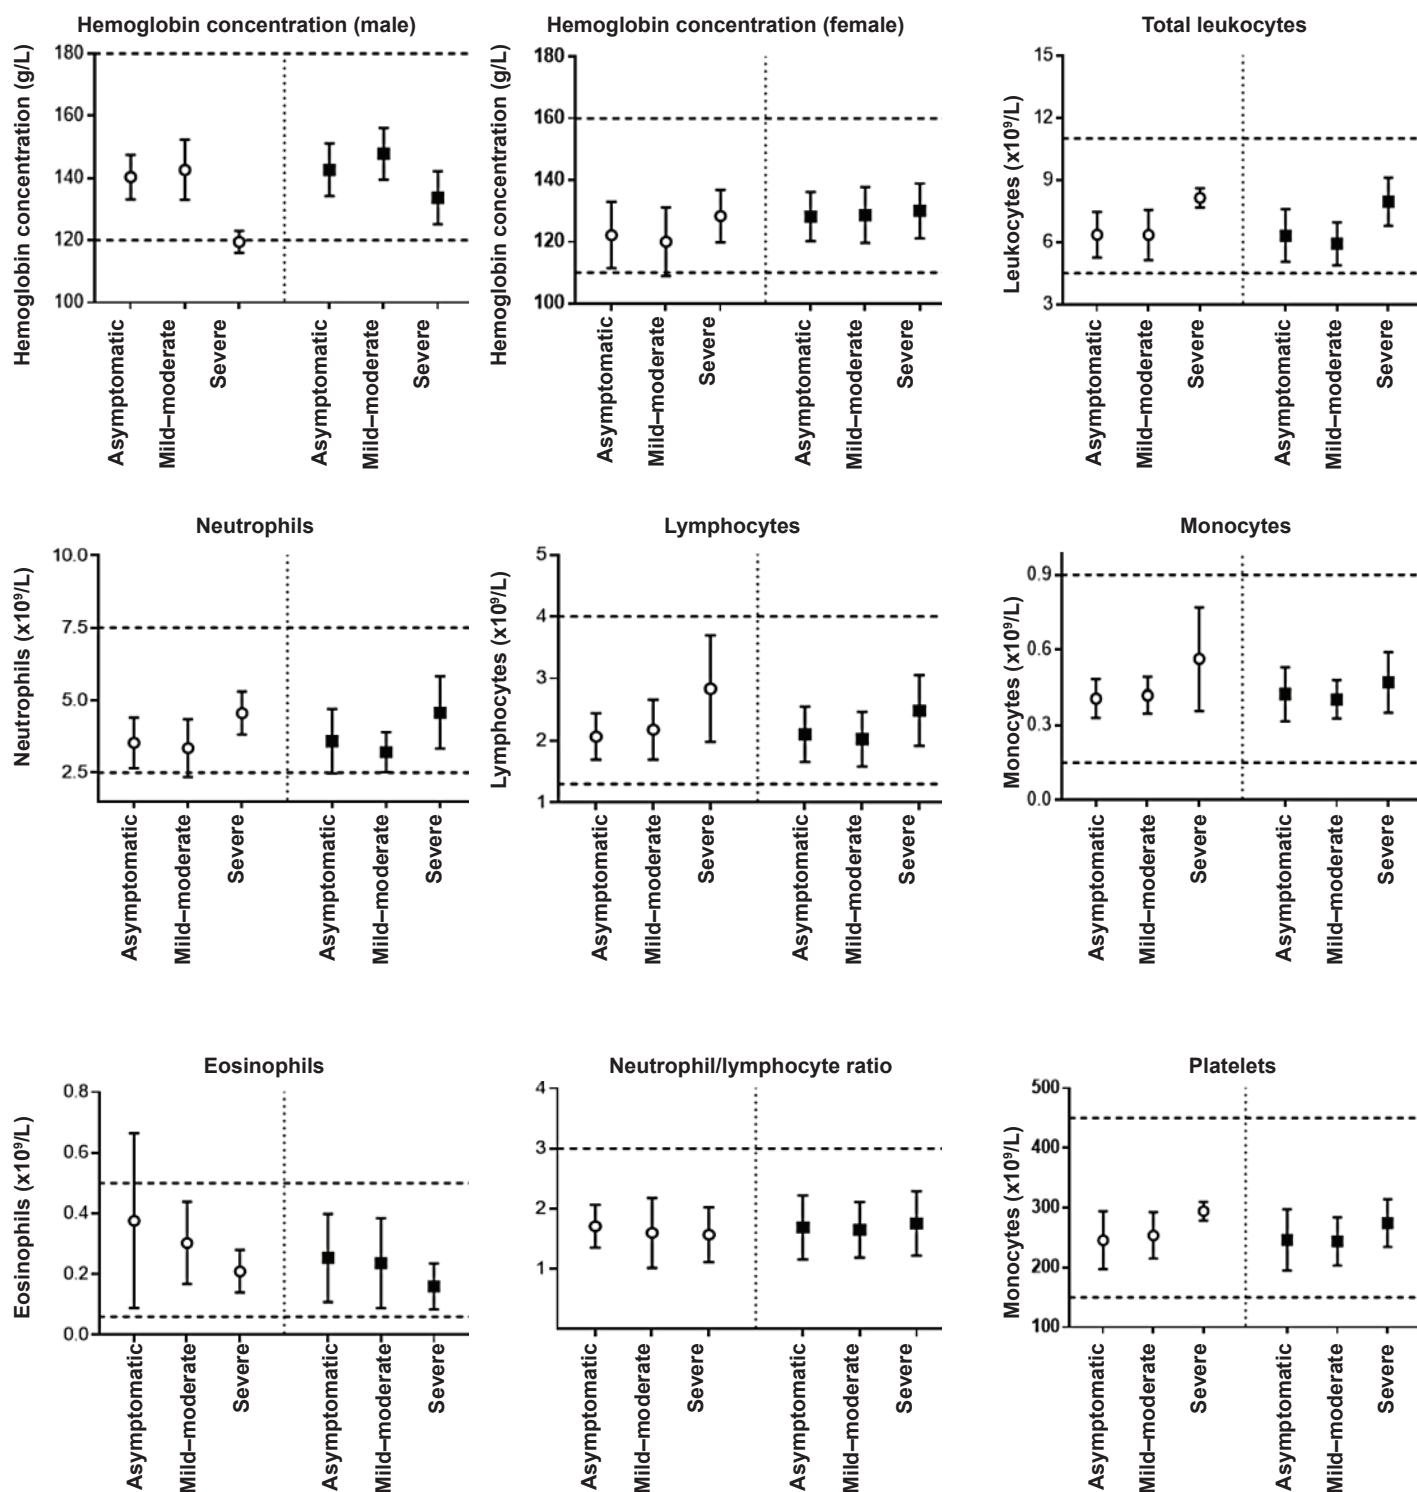 Hemoglobin concentration (male)
Hemoglobin concentration (g/L)
180
160
140
120
100
Asymptomatic
Mild–moderate
Severe
Asymptomatic
Mild–moderate
Severe
Hemoglobin concentration (female)
Hemoglobin concentration (g/L)
180
160
140
120
100
Asymptomatic
Mild–moderate
Severe
Asymptomatic
Mild–moderate
Severe
Total leukocytes
Leukocytes (x10⁹/L)
15
12
9
6
3
Asymptomatic
Mild–moderate
Severe
Asymptomatic
Mild–moderate
Severe
Neutrophils
Neutrophils (x10⁹/L)
10.0
7.5
5.0
2.5
Asymptomatic
Mild–moderate
Severe
Asymptomatic
Mild–moderate
Severe
Lymphocytes
Lymphocytes (x10⁹/L)
5
4
3
2
1
Asymptomatic
Mild–moderate
Severe
Asymptomatic
Mild–moderate
Severe
Monocytes
Monocytes (x10⁹/L)
0.9
0.6
0.3
0.0
Asymptomatic
Mild–moderate
Severe
Asymptomatic
Mild–moderate
Severe
Eosinophils
Eosinophils (x10⁹/L)
0.8
0.6
0.4
0.2
0.0
Asymptomatic
Mild–moderate
Severe
Asymptomatic
Mild–moderate
Severe
Neutrophil/lymphocyte ratio
4
3
2
1
Asymptomatic
Mild–moderate
Severe
Asymptomatic
Mild–moderate
Severe
Platelets
Monocytes (x10⁹/L)
500
400
300
200
100
Asymptomatic
Mild–moderate
Severe
Asymptomatic
Mild–moderate
Severe